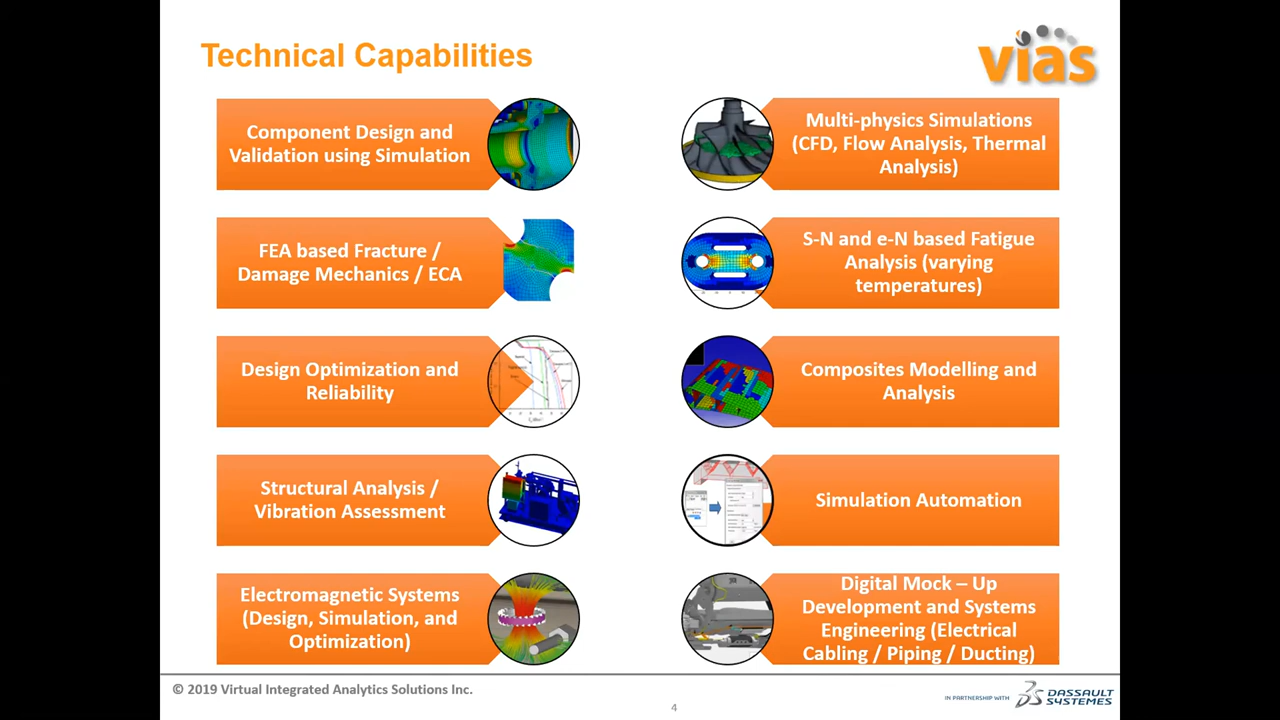 Technical Capabilities
vias
Component Design and
Validation using Simulation
FEA based Fracture /
Damage Mechanics / ECA
Design Optimization and
Reliability
Structural Analysis /
Vibration Assessment
Electromagnetic Systems
(Design, Simulation, and
Optimization)
Multi-physics Simulations
(CFD, Flow Analysis, Thermal
Analysis)
S-N and e-N based Fatigue
Analysis (varying
temperatures)
Composites Modelling and
Analysis
Simulation Automation
Digital Mock – Up
Development and Systems
Engineering (Electrical
Cabling / Piping / Ducting)
© 2019 Virtual Integrated Analytics Solutions Inc.
4
IN PARTNERSHIP WITH
DASSAULT
SYSTEMES